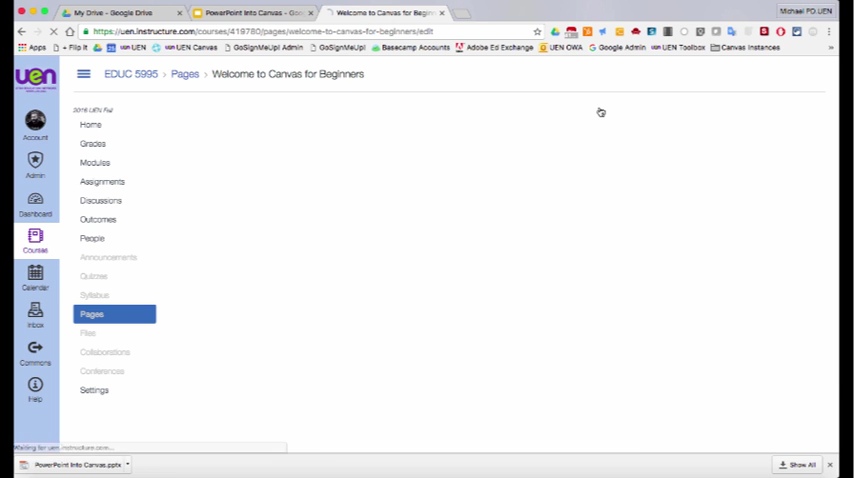 My Drive - Google Drive
PowerPoint Into Canvas - Goo
Welcome to Canvas for Beginn
Michael PD.UEN
https://uen.instructure.com/courses/419780/pages/welcome-to-canvas-for-beginners/edit
Apps
+ Flip It
UEN
UEN Canvas
GoSignMeUp! Admin
GoSignMeUp!
Basecamp Accounts
Adobe Ed Exchange
UEN OWA
Google Admin
UEN Toolbox
Canvas Instances
»
uen
EDUC 5995 > Pages > Welcome to Canvas for Beginners
2016 UEN Fall
Home
Grades
Modules
Assignments
Discussions
Outcomes
People
Announcements
Quizzes
Syllabus
Pages
Files
Collaborations
Conferences
Settings
Account
Admin
Dashboard
Courses
Calendar
Inbox
Commons
Help
Waiting for uen.instructure.com...
PowerPoint Into Canvas.pptx
Show All